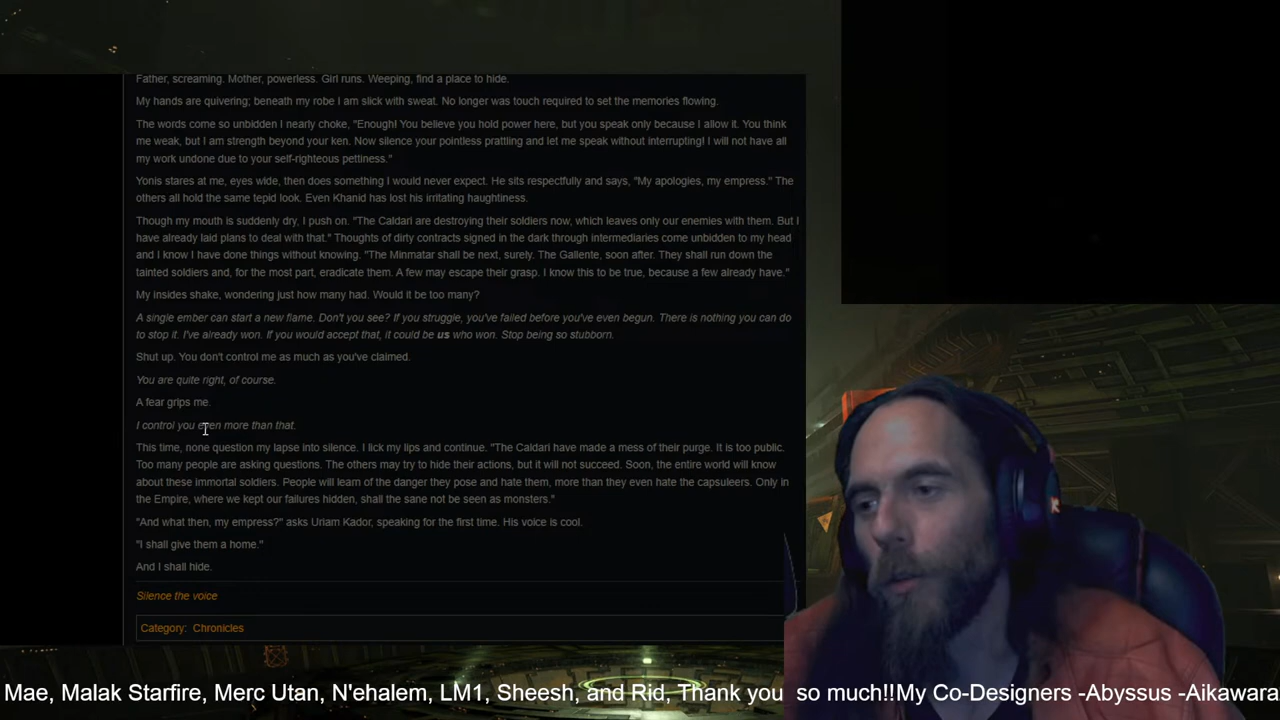 Father, screaming. Mother, powerless. Girl runs. Weeping, find a place to hide.
My hands are quivering; beneath my robe I am slick with sweat. No longer was touch required to set the memories flowing.
The words come so unbidden I nearly choke, "Enough! You believe you hold power here, but you speak only because I allow it. You think
me weak, but I am strength beyond your ken. Now silence your pointless prattling and let me speak without interrupting! I will not have all
my work undone due to your self-righteous pettiness."
Yonis stares at me, eyes wide, then does something I would never expect. He sits respectfully and says, "My apologies, my empress." The
others all hold the same tepid look. Even Khanid has lost his irritating haughtiness.
Though my mouth is suddenly dry, I push on. "The Caldari are destroying their soldiers now, which leaves only our enemies with them. But I
have already laid plans to deal with that." Thoughts of dirty contracts signed in the dark through intermediaries come unbidden to my head
and I know I have done things without knowing. "The Minmatar shall be next, surely. The Gallente, soon after. They shall run down the
tainted soldiers and, for the most part, eradicate them. A few may escape their grasp. I know this to be true, because a few already have."
My insides shake, wondering just how many had. Would it be too many?
A single ember can start a new flame. Don't you see? If you struggle, you've failed before you've even begun. There is nothing you can do
to stop it. I've already won. If you would accept that, it could be us who won. Stop being so stubborn.
Shut up. You don't control me as much as you've claimed.
You are quite right, of course.
A fear grips me.
I control you even more than that.
This time, none question my lapse into silence. I lick my lips and continue. "The Caldari have made a mess of their purge. It is too public.
Too many people are asking questions. The others may try to hide their actions, but it will not succeed. Soon, the entire world will know
about these immortal soldiers. People will learn of the danger they pose and hate them, more than they even hate the capsuleers. Only in
the Empire, where we kept our failures hidden, shall the sane not be seen as monsters."
"And what then, my empress?" asks Uriam Kador, speaking for the first time. His voice is cool.
"I shall give them a home."
And I shall hide.
Silence the voice
Category: Chronicles
Mae, Malak Starfire, Merc Utan, N'ehalem, LM1, Sheesh, and Rid, Thank you so much!!My Co-Designers -Abyssus -Aikawara